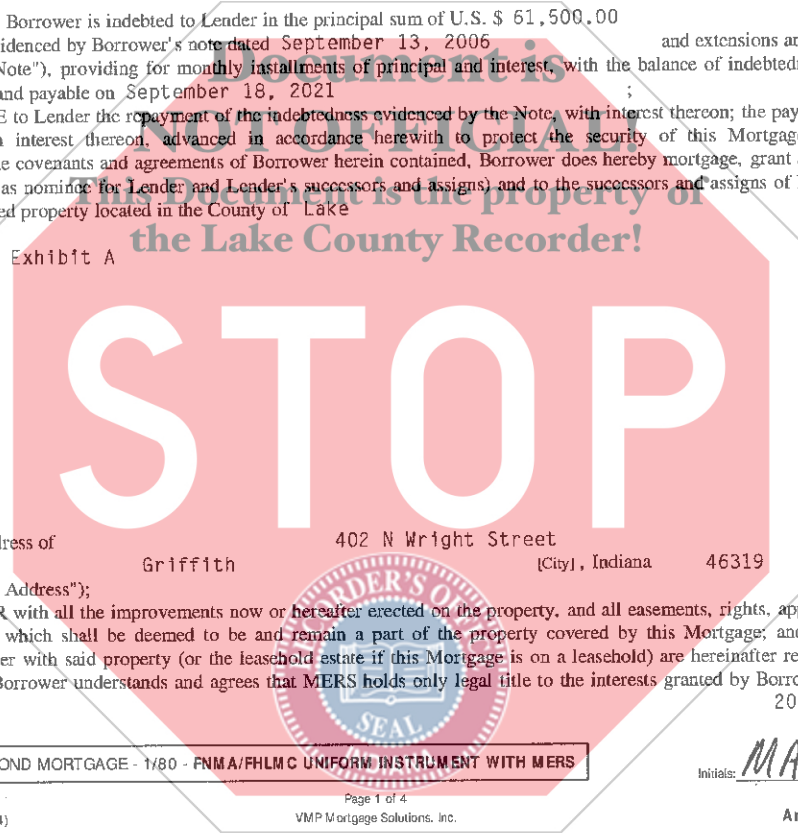 Borrower is indebted to Lender in the principal sum of U.S. $ 61,500.00
idenced by Borrower's note dated September 13, 2006 and extensions an
Note"), providing for monthly installments of principal and interest, with the balance of indebtedn
and payable on September 18, 2021 ;
E to Lender the repayment of the indebtedness evidenced by the Note, with interest thereon; the pay
interest thereon, advanced in accordance herewith to protect the security of this Mortgag
e covenants and agreements of Borrower herein contained, Borrower does hereby mortgage, grant
as nominee for Lender and Lender's successors and assigns) and to the successors and assigns of
ed property located in the County of Lake
Document is
NOT OFFICIAL!
This Document is the property of
the Lake County Recorder!
Exhibit A
STOP
dress of 402 N Wright Street
Griffith [City], Indiana 46319
Address");
R with all the improvements now or hereafter erected on the property, and all easements, rights, app
which shall be deemed to be and remain a part of the property covered by this Mortgage; and
er with said property (or the leasehold estate if this Mortgage is on a leasehold) are hereinafter re
Borrower understands and agrees that MERS holds only legal title to the interests granted by Borro
20
RECORDER'S OFFICE
SEAL
INDIANA
OND MORTGAGE - 1/80 - FNMA/FHLMC UNIFORM INSTRUMENT WITH MERS
Initials: MA
Page 1 of 4
4) VMP Mortgage Solutions, Inc. An